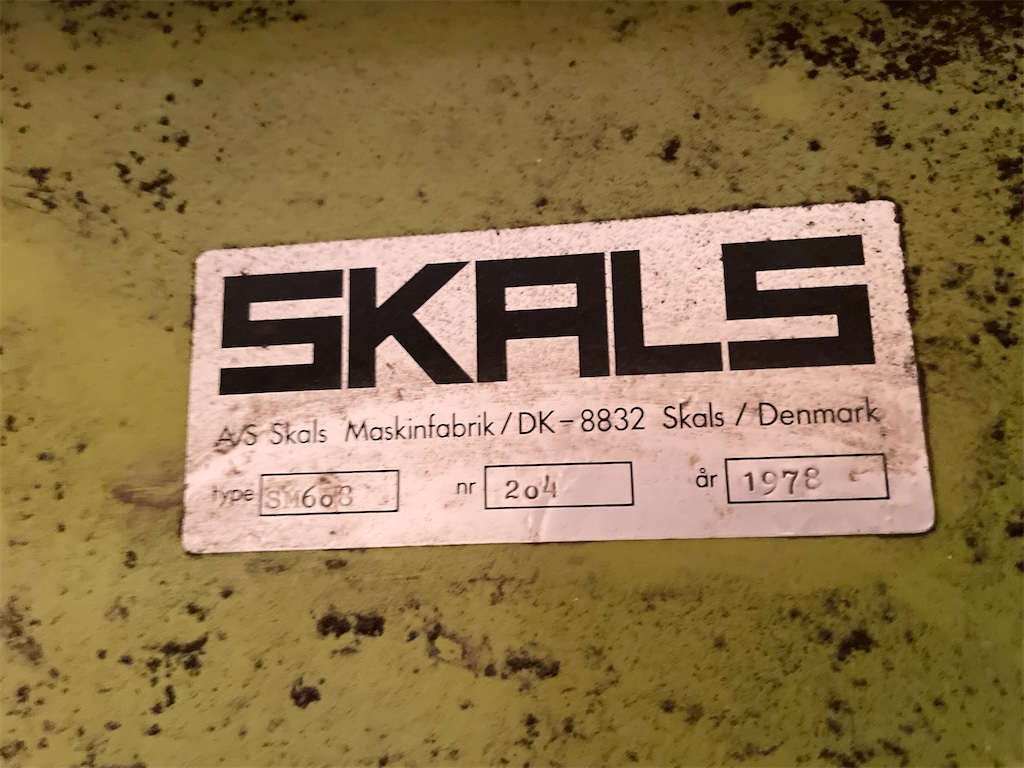 SKALS
A/S Skals Maskinfabrik / DK-8832 Skals / Denmark
type SM608 nr 204 år 1978